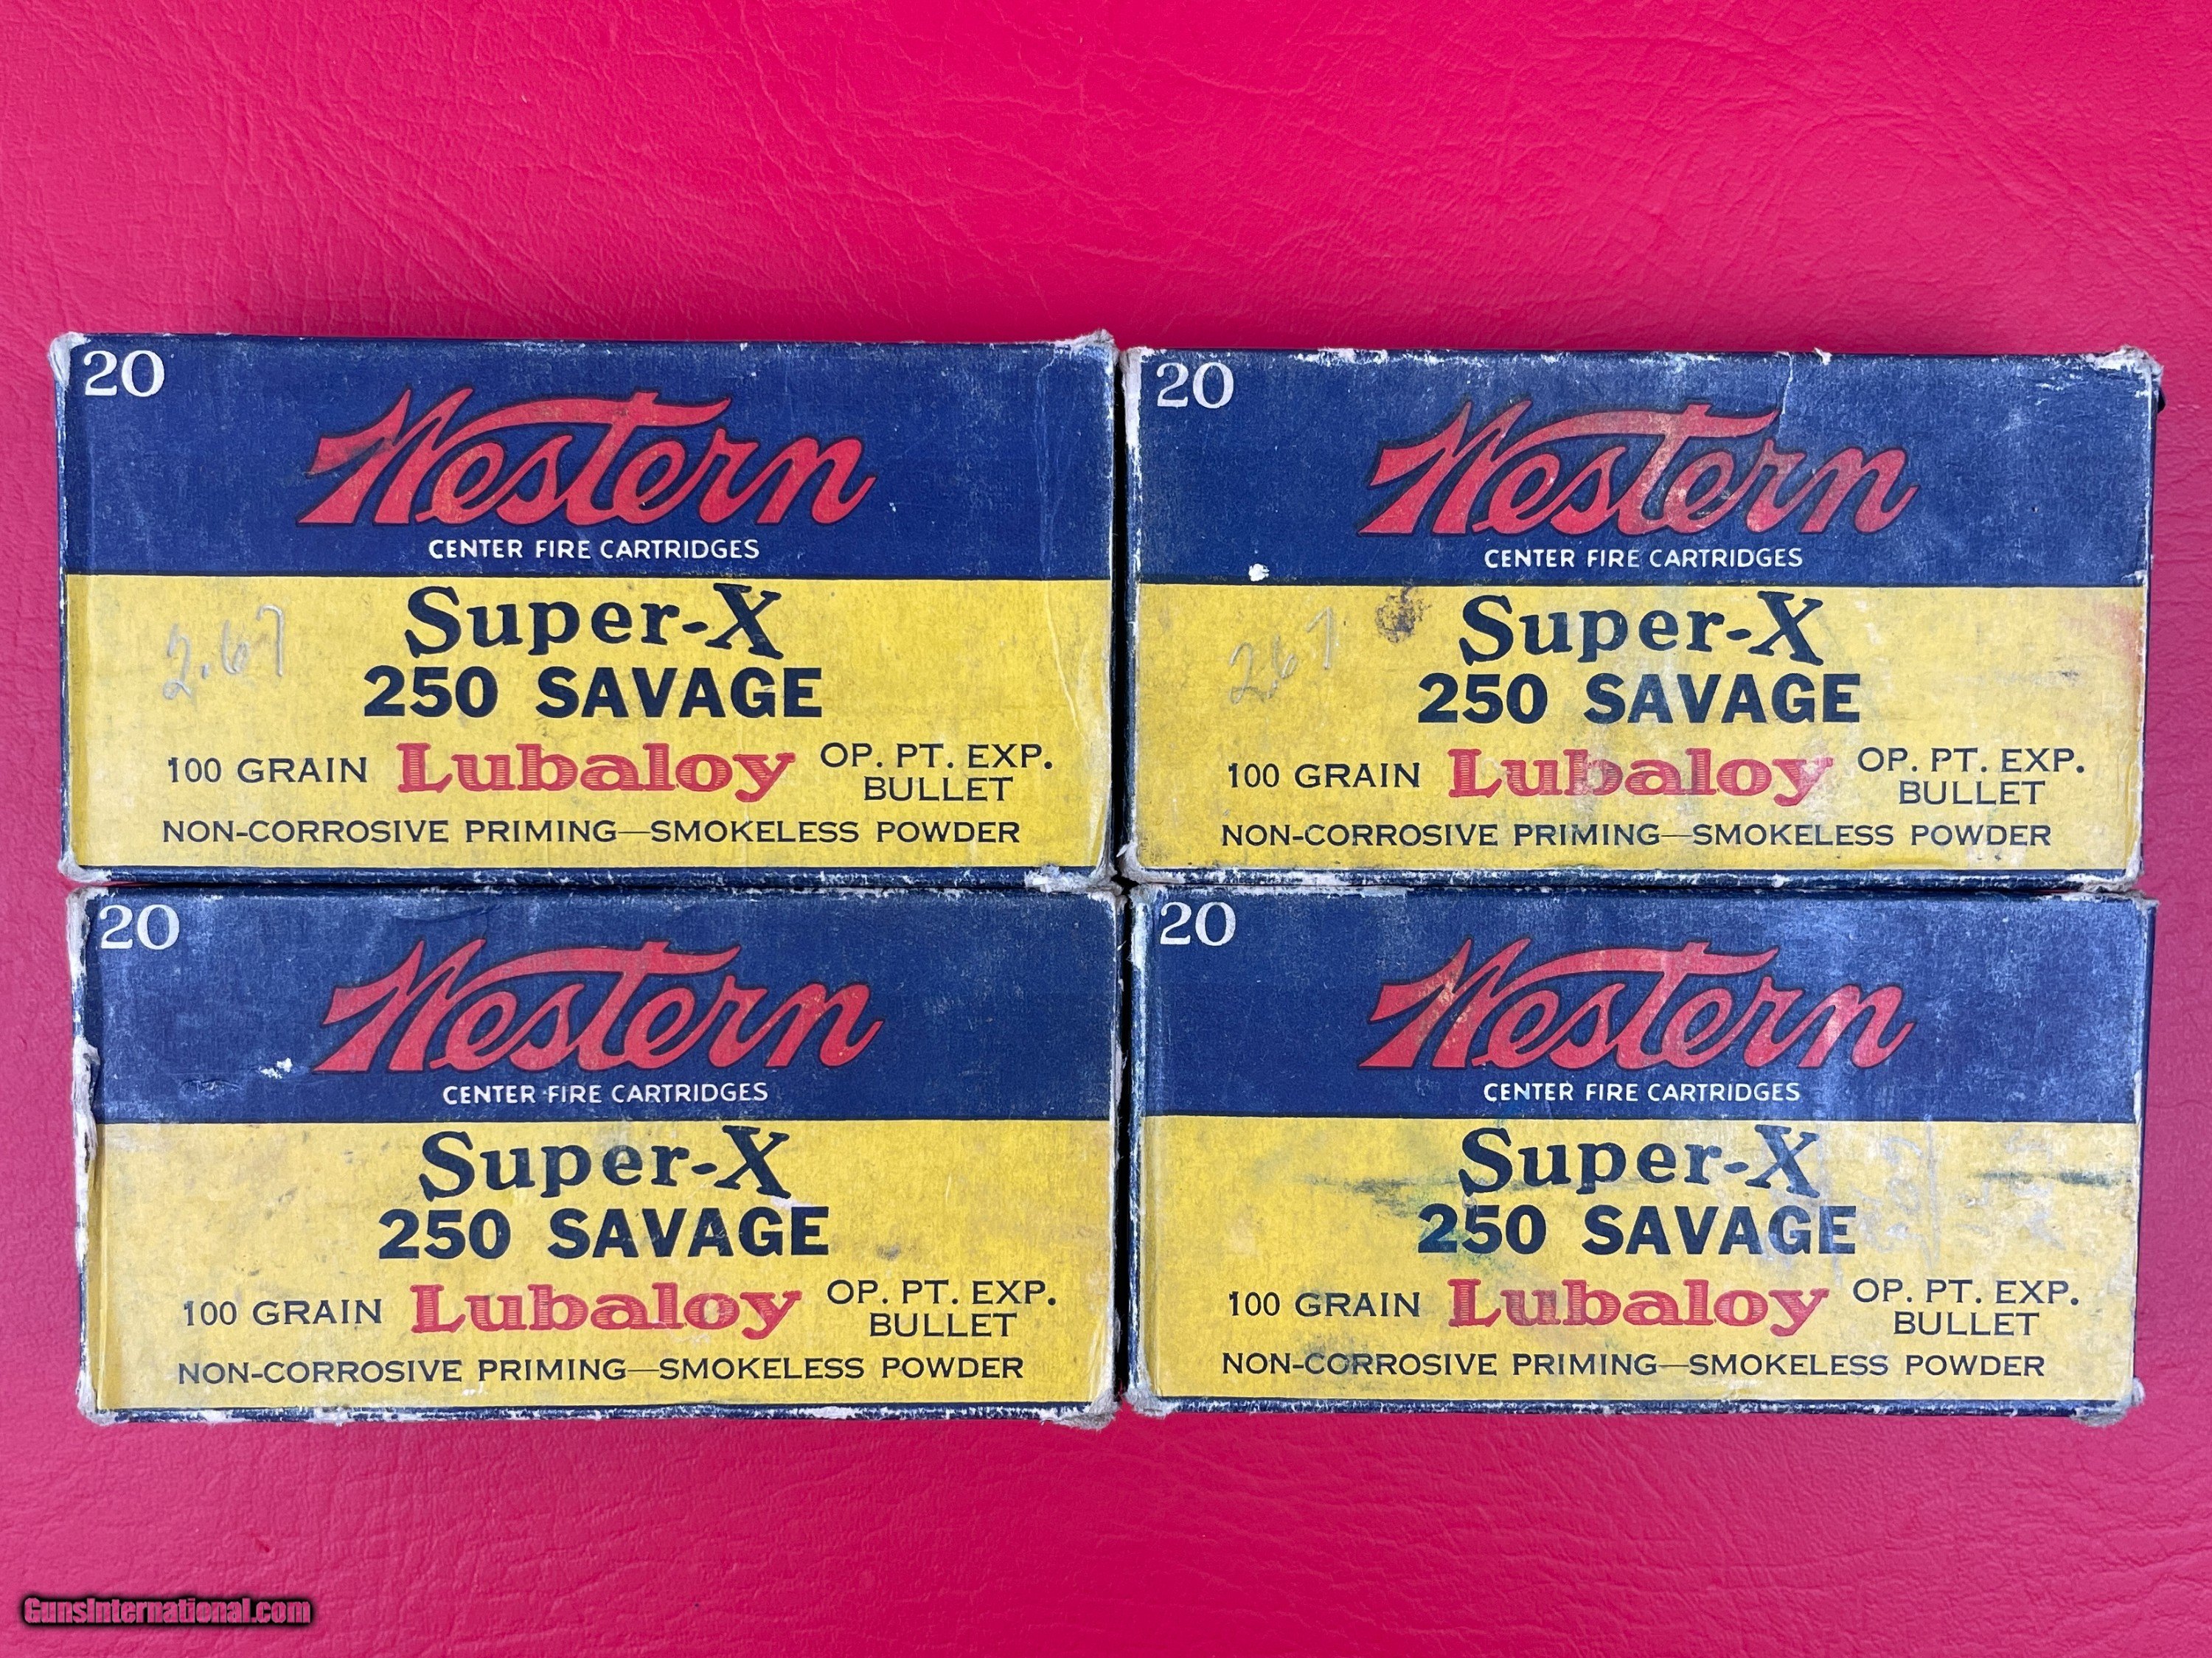 20
Western
CENTER FIRE CARTRIDGES
Super-X
2.67
250 SAVAGE
100 GRAIN Lubaloy OP. PT. EXP. BULLET
NON-CORROSIVE PRIMING—SMOKELESS POWDER
20
Western
CENTER FIRE CARTRIDGES
Super-X
2.67
250 SAVAGE
100 GRAIN Lubaloy OP. PT. EXP. BULLET
NON-CORROSIVE PRIMING—SMOKELESS POWDER
20
Western
CENTER FIRE CARTRIDGES
Super-X
250 SAVAGE
100 GRAIN Lubaloy OP. PT. EXP. BULLET
NON-CORROSIVE PRIMING—SMOKELESS POWDER
20
Western
CENTER FIRE CARTRIDGES
Super-X
250 SAVAGE
100 GRAIN Lubaloy OP. PT. EXP. BULLET
NON-CORROSIVE PRIMING—SMOKELESS POWDER
GunsInternational.com